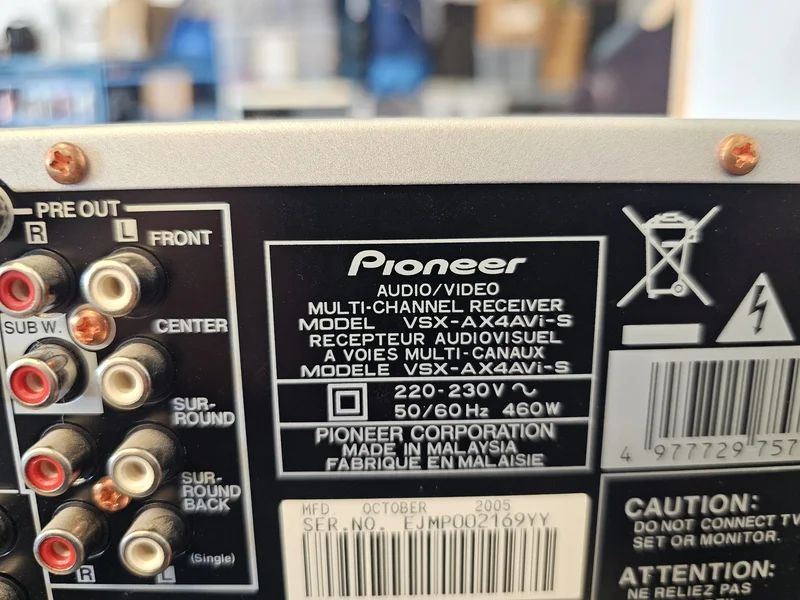 PRE OUT
R
L
FRONT
SUB W.
CENTER
SUR-
ROUND
SUR-
ROUND
BACK
R
L
(Single)
Pioneer
AUDIO/VIDEO
MULTI-CHANNEL RECEIVER
MODEL VSX-AX4AVi-S
RECEPTEUR AUDIOVISUEL
A VOIES MULTI-CANAUX
MODELE VSX-AX4AVi-S
220-230V ~
50/60Hz 460W
PIONEER CORPORATION
MADE IN MALAYSIA
FABRIQUE EN MALAISIE
MFD. OCTOBER 2005
SER.NO. EJMP002169YY
4 977729 757
CAUTION:
DO NOT CONNECT TV
SET OR MONITOR.
ATTENTION:
NE RELIEZ PAS